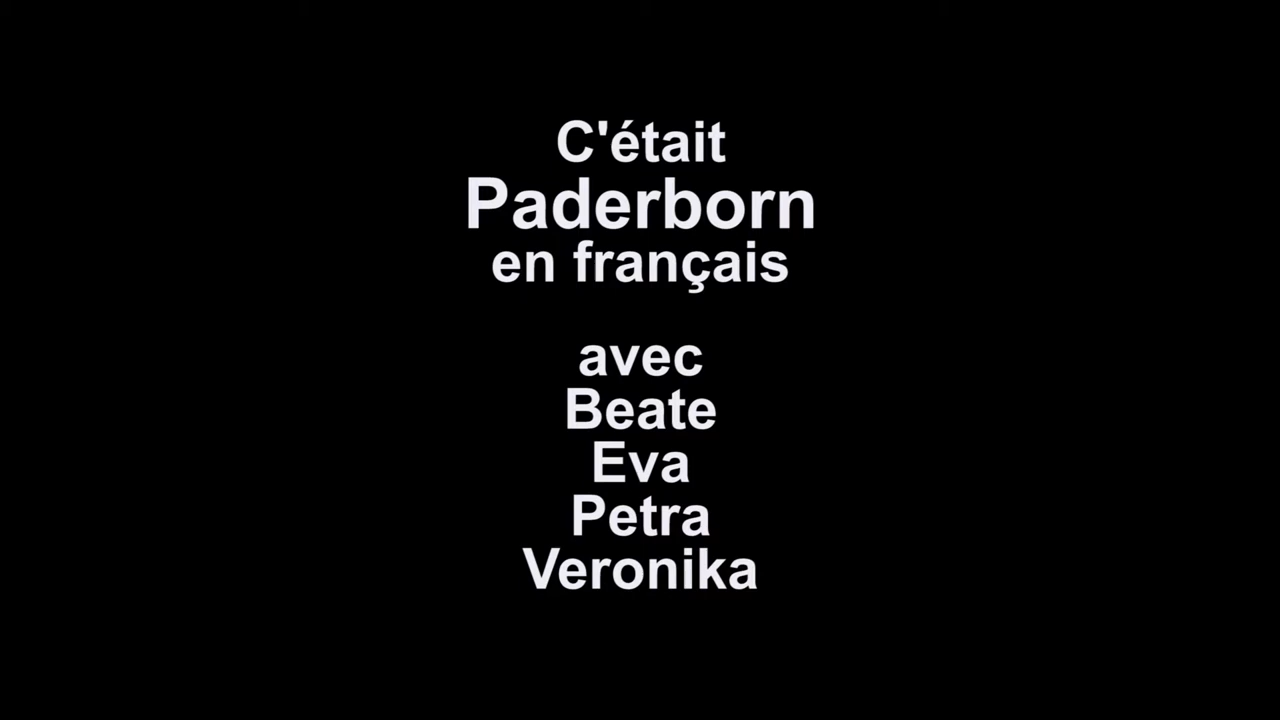 C'était
Paderborn
en français
avec
Beate
Eva
Petra
Veronika